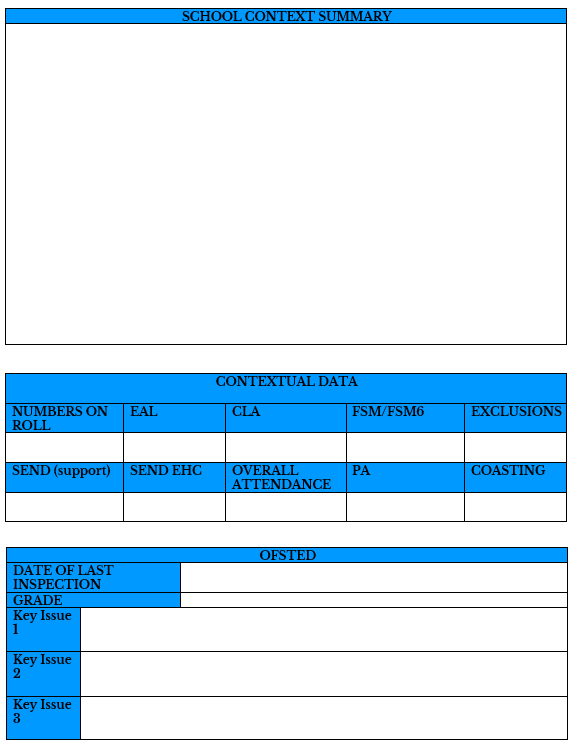 SCHOOL CONTEXT SUMMARY
CONTEXTUAL DATA
NUMBERS ON ROLL
EAL
CLA
FSM/FSM6
EXCLUSIONS
SEND (support)
SEND EHC
OVERALL ATTENDANCE
PA
COASTING
OFSTED
DATE OF LAST INSPECTION
GRADE
Key Issue 1
Key Issue 2
Key Issue 3